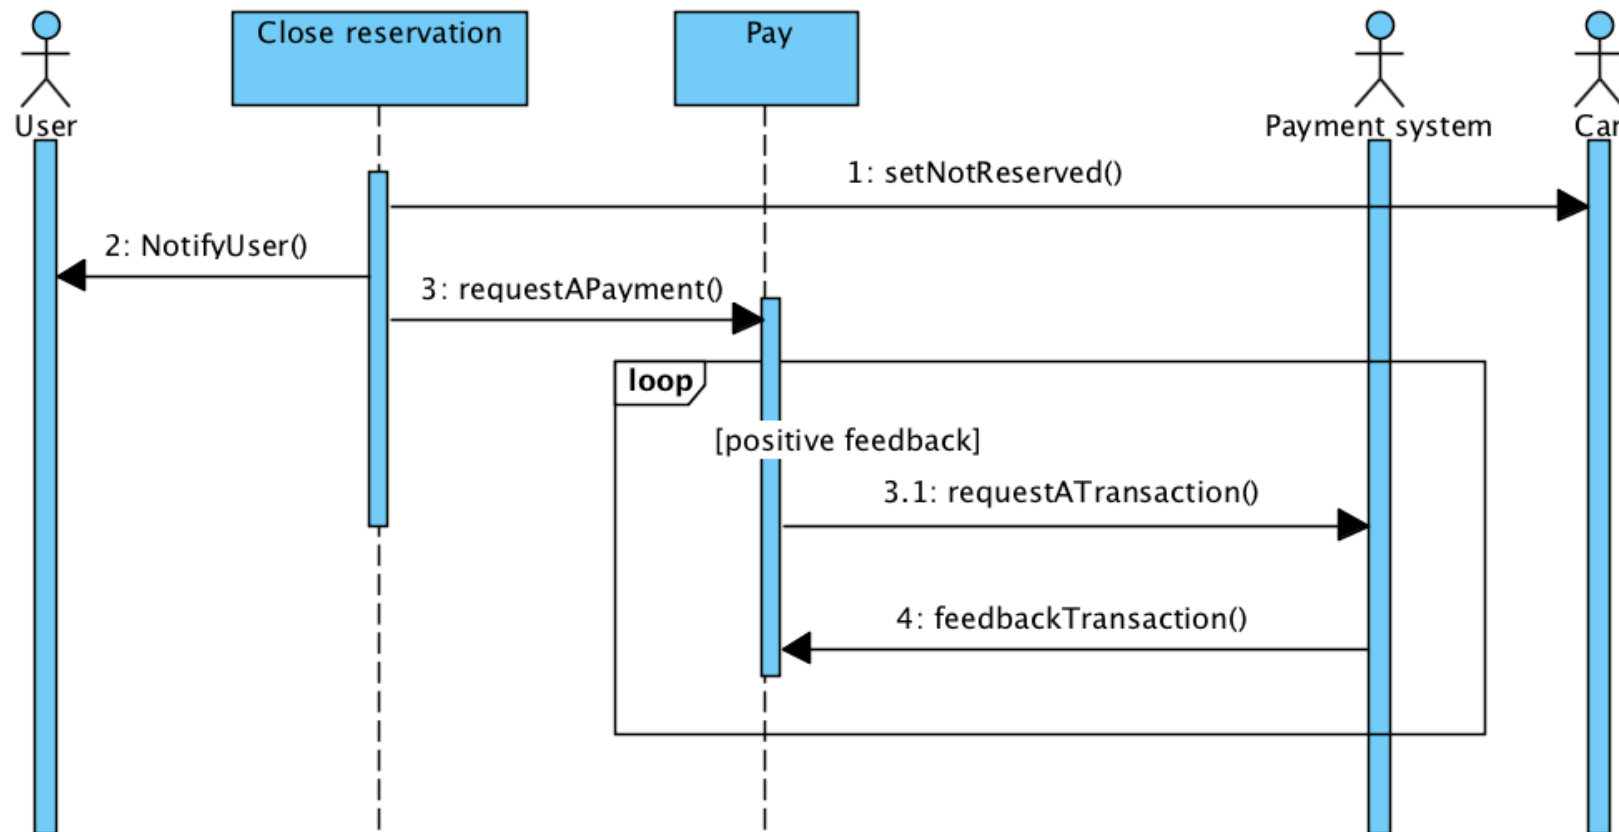 Close reservation
Pay
User
Payment system
Car
1: setNotReserved()
2: NotifyUser()
3: requestAPayment()
loop
[positive feedback]
3.1: requestATransaction()
4: feedbackTransaction()